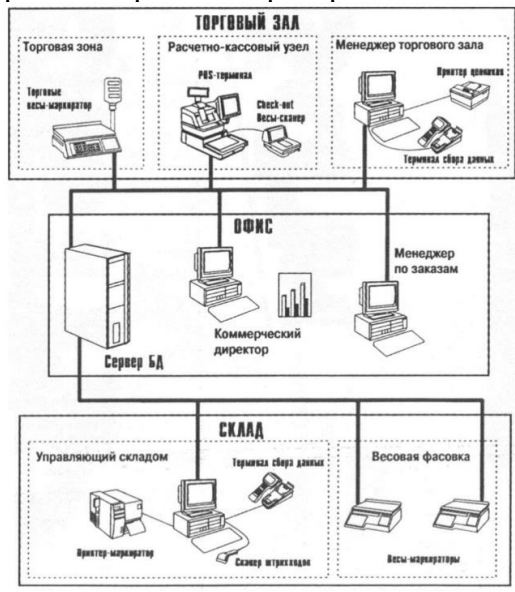 ТОРГОВЫЙ ЗАЛ
Торговая зона
Торговые
весы-маркиратор
Расчетно-кассовый узел
POS-терминал
Check-out
Весы-сканер
Менеджер торгового зала
Принтер ценников
Терминал сбора данных
ОФИС
Сервер БД
Коммерческий
директор
Менеджер
по заказам
СКЛАД
Управляющий складом
Терминал сбора данных
Принтер-маркиратор
Сканер штрихкодов
Весовая фасовка
Весы-маркираторы